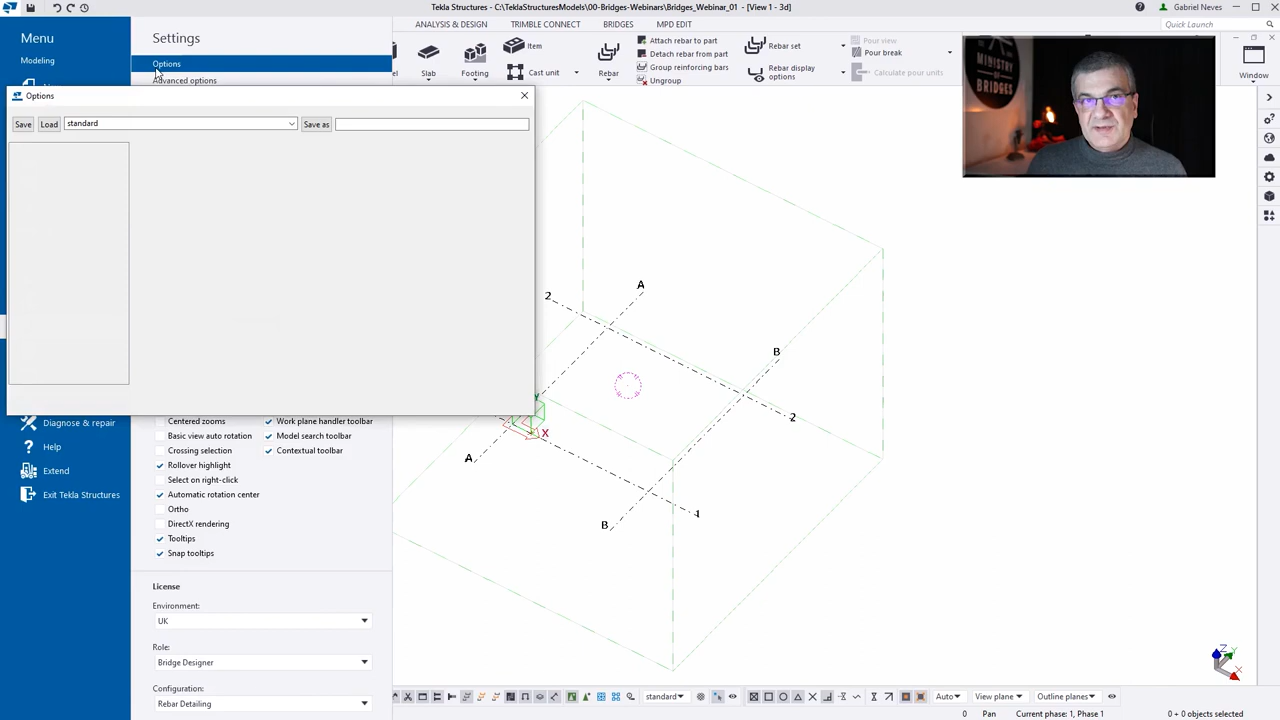 Tekla Structures - C:\TeklaStructuresModels\00-Bridges-Webinars\Bridges_Webinar_01 - [View 1 - 3d]
Gabriel Neves
Menu
Settings
ANALYSIS & DESIGN
TRIMBLE CONNECT
BRIDGES
MPD EDIT
Quick Launch
Modeling
Options
Advanced options
Slab
Footing
Item
Cast unit
Rebar
Attach rebar to part
Detach rebar from part
Group reinforcing bars
Ungroup
Rebar set
Rebar display options
Pour view
Pour break
Calculate pour units
MINISTRY OF BRIDGES
Window
Options
Save
Load
standard
Save as
A
2
B
2
Y
X
A
1
B
Diagnose & repair
Help
Extend
Exit Tekla Structures
Centered zooms
Work plane handler toolbar
Basic view auto rotation
Model search toolbar
Crossing selection
Contextual toolbar
Rollover highlight
Select on right-click
Automatic rotation center
Ortho
DirectX rendering
Tooltips
Snap tooltips
License
Environment:
UK
Role:
Bridge Designer
Configuration:
Rebar Detailing
Z
Y
X
standard
Auto
View plane
Outline planes
0
Pan
Current phase: 1, Phase 1
0 + 0 objects selected